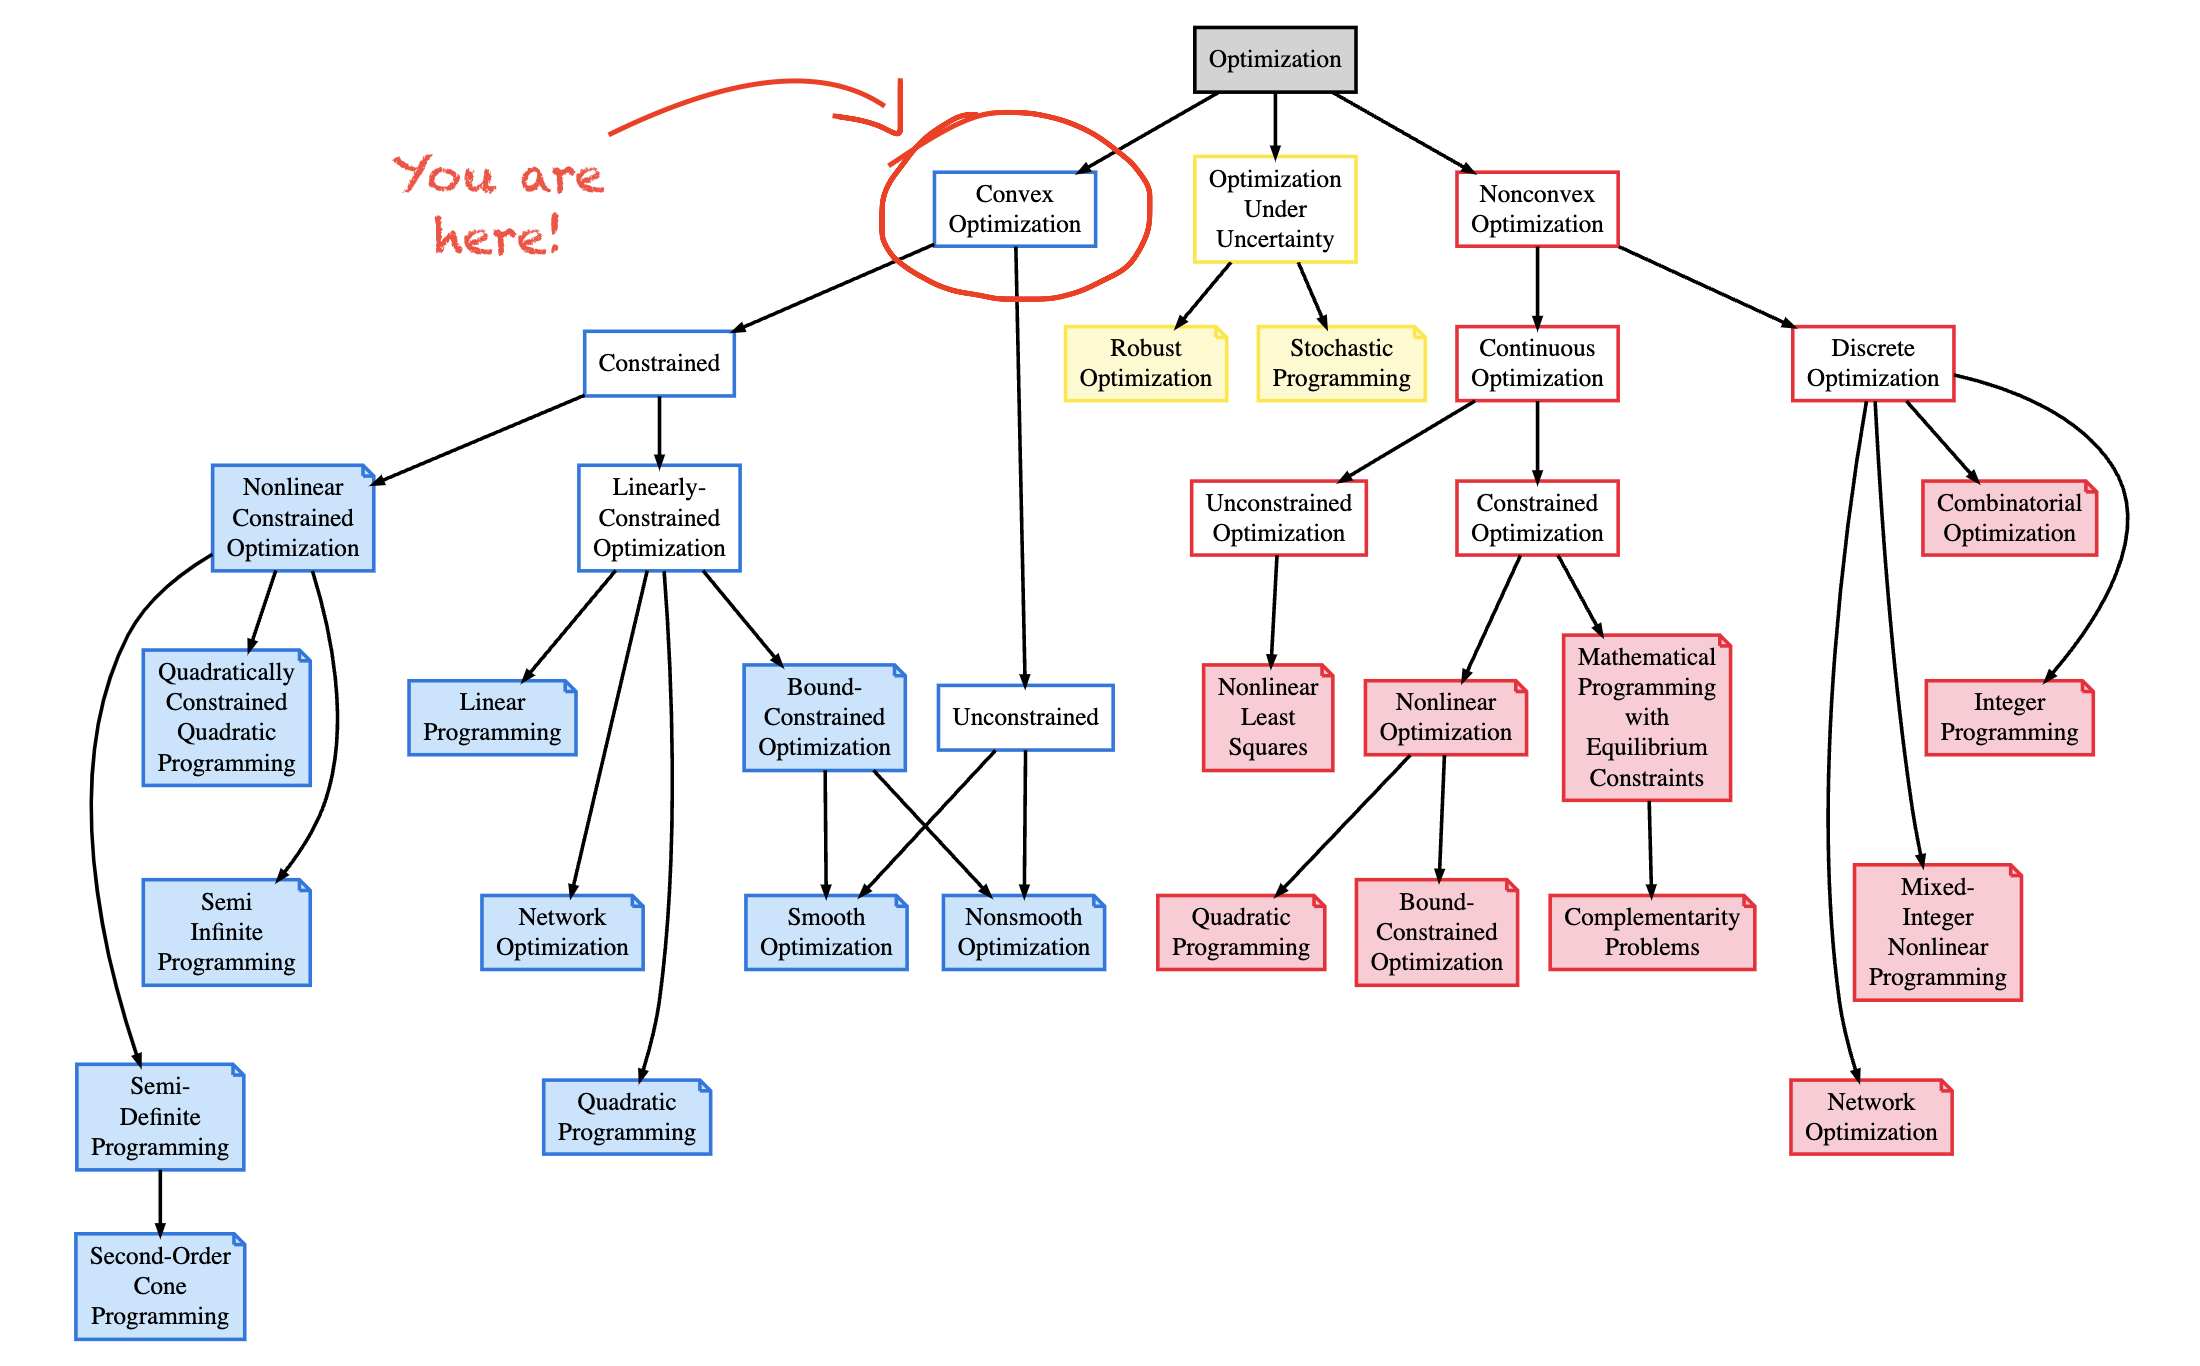 Optimization
You are
here!
Convex
Optimization
Optimization
Under
Uncertainty
Nonconvex
Optimization
Constrained
Robust
Optimization
Stochastic
Programming
Continuous
Optimization
Discrete
Optimization
Nonlinear
Constrained
Optimization
Linearly-
Constrained
Optimization
Unconstrained
Optimization
Constrained
Optimization
Combinatorial
Optimization
Quadratically
Constrained
Quadratic
Programming
Linear
Programming
Bound-
Constrained
Optimization
Unconstrained
Nonlinear
Least
Squares
Nonlinear
Optimization
Mathematical
Programming
with
Equilibrium
Constraints
Integer
Programming
Semi
Infinite
Programming
Network
Optimization
Smooth
Optimization
Nonsmooth
Optimization
Quadratic
Programming
Bound-
Constrained
Optimization
Complementarity
Problems
Mixed-
Integer
Nonlinear
Programming
Semi-
Definite
Programming
Quadratic
Programming
Network
Optimization
Second-Order
Cone
Programming